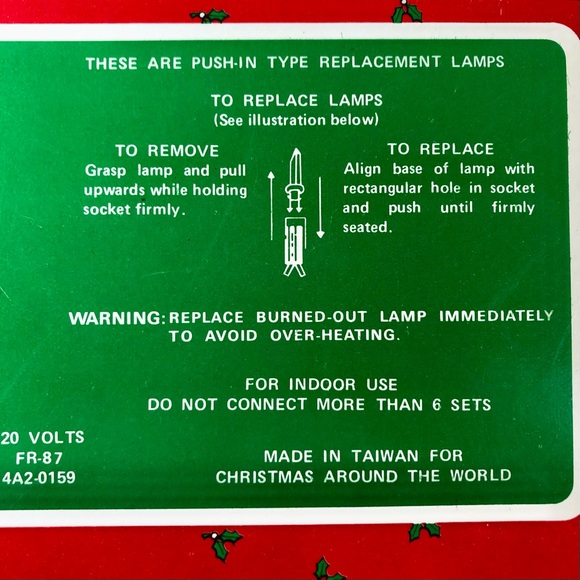 THESE ARE PUSH-IN TYPE REPLACEMENT LAMPS
TO REPLACE LAMPS
(See illustration below)
TO REMOVE
Grasp lamp and pull
upwards while holding
socket firmly.
TO REPLACE
Align base of lamp with
rectangular hole in socket
and push until firmly
seated.
WARNING: REPLACE BURNED-OUT LAMP IMMEDIATELY
TO AVOID OVER-HEATING.
FOR INDOOR USE
DO NOT CONNECT MORE THAN 6 SETS
20 VOLTS
FR-87
4A2-0159
MADE IN TAIWAN FOR
CHRISTMAS AROUND THE WORLD